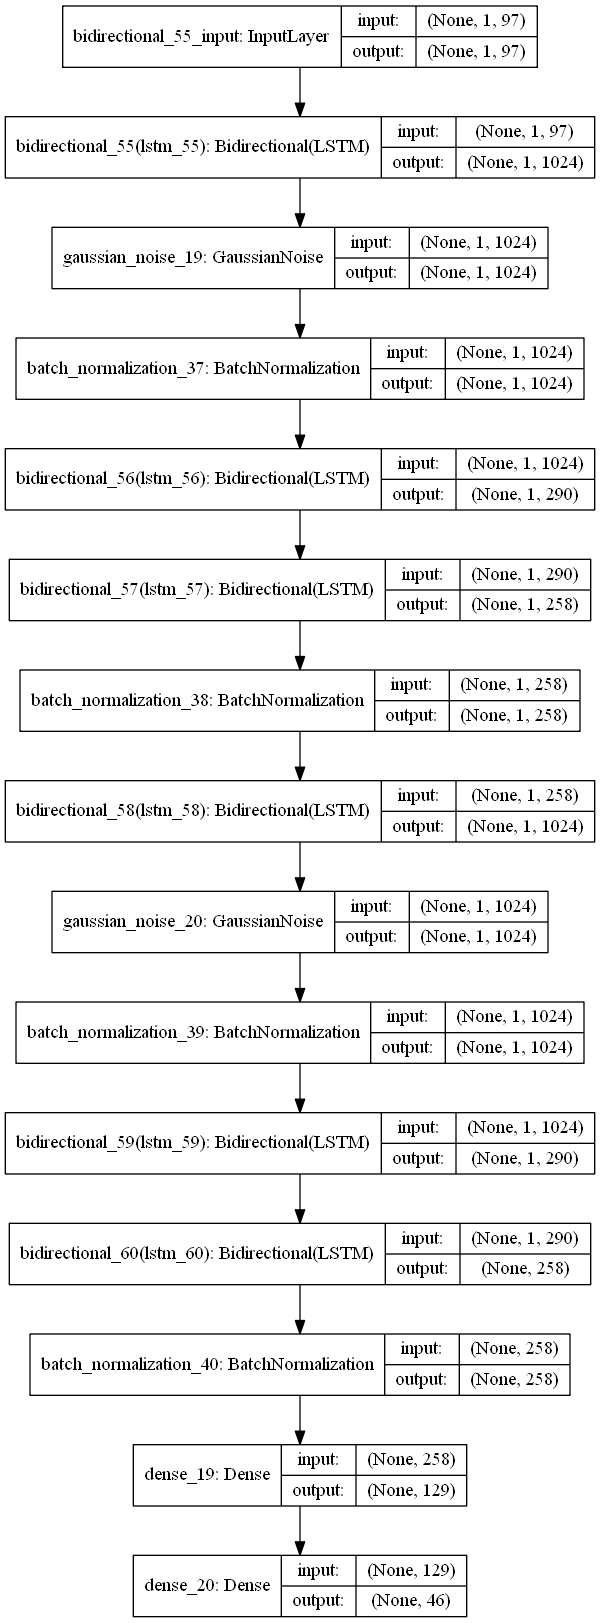 bidirectional_55_input: InputLayer
input: (None, 1, 97)
output: (None, 1, 97)
bidirectional_55(lstm_55): Bidirectional(LSTM)
input: (None, 1, 97)
output: (None, 1, 1024)
gaussian_noise_19: GaussianNoise
input: (None, 1, 1024)
output: (None, 1, 1024)
batch_normalization_37: BatchNormalization
input: (None, 1, 1024)
output: (None, 1, 1024)
bidirectional_56(lstm_56): Bidirectional(LSTM)
input: (None, 1, 1024)
output: (None, 1, 290)
bidirectional_57(lstm_57): Bidirectional(LSTM)
input: (None, 1, 290)
output: (None, 1, 258)
batch_normalization_38: BatchNormalization
input: (None, 1, 258)
output: (None, 1, 258)
bidirectional_58(lstm_58): Bidirectional(LSTM)
input: (None, 1, 258)
output: (None, 1, 1024)
gaussian_noise_20: GaussianNoise
input: (None, 1, 1024)
output: (None, 1, 1024)
batch_normalization_39: BatchNormalization
input: (None, 1, 1024)
output: (None, 1, 1024)
bidirectional_59(lstm_59): Bidirectional(LSTM)
input: (None, 1, 1024)
output: (None, 1, 290)
bidirectional_60(lstm_60): Bidirectional(LSTM)
input: (None, 1, 290)
output: (None, 258)
batch_normalization_40: BatchNormalization
input: (None, 258)
output: (None, 258)
dense_19: Dense
input: (None, 258)
output: (None, 129)
dense_20: Dense
input: (None, 129)
output: (None, 46)